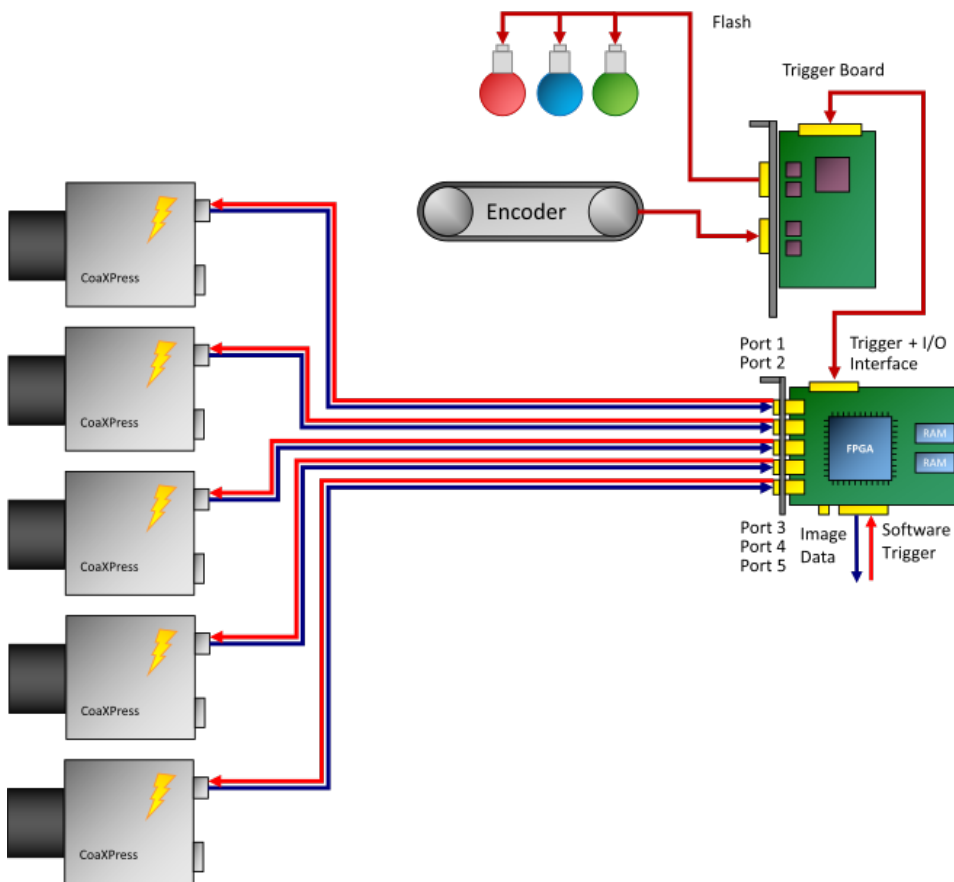 Flash
Trigger Board
Encoder
CoaXPress
Port 1
Port 2
Trigger + I/O
Interface
CoaXPress
FPGA
RAM
RAM
CoaXPress
Port 3
Port 4
Port 5
Image
Data
Software
Trigger
CoaXPress
CoaXPress